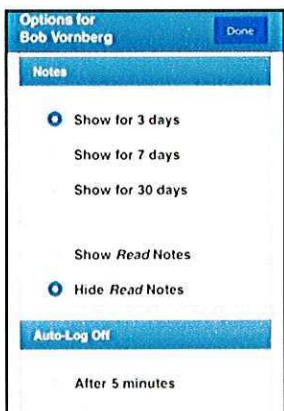 Options for
Bob Vornberg
Done
Notes
Show for 3 days
Show for 7 days
Show for 30 days
Show Read Notes
Hide Read Notes
Auto-Log Off
After 5 minutes